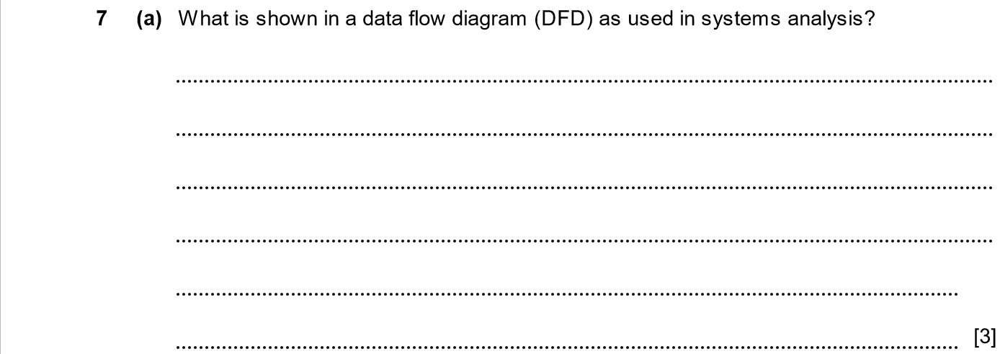 7 (a) What is shown in a data flow diagram (DFD) as used in systems analysis?
[3]